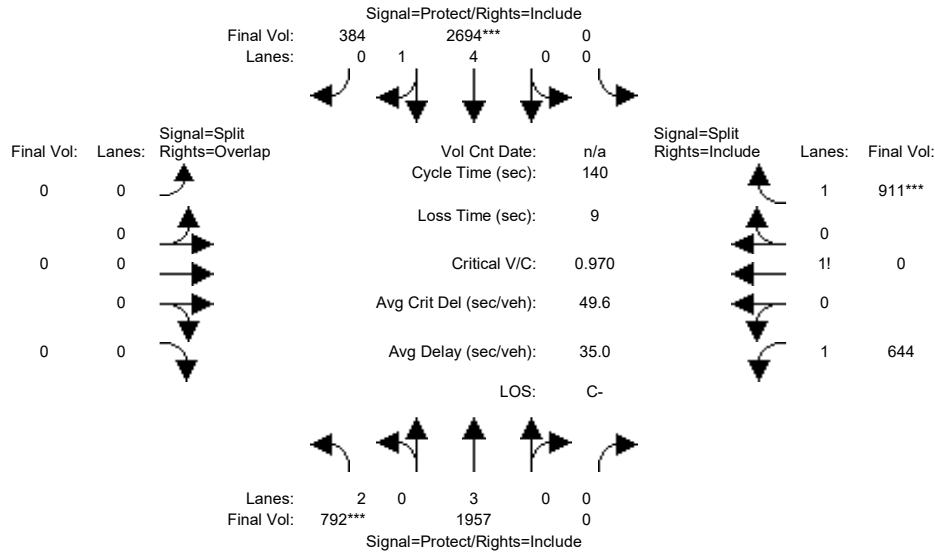 Signal=Protect/Rights=Include
Final Vol: 384 2694*** 0
Lanes: 0 1 4 0 0
Signal=Split Signal=Split
Final Vol: Lanes: Rights=Overlap Vol Cnt Date: n/a Rights=Include Lanes: Final Vol:
Cycle Time (sec): 140
0 0 1 911***
Loss Time (sec): 9
0 0
0 0 Critical V/C: 0.970 1! 0
0 Avg Crit Del (sec/veh): 49.6 0
0 0 Avg Delay (sec/veh): 35.0 1 644
LOS: C-
Lanes: 2 0 3 0 0
Final Vol: 792*** 1957 0
Signal=Protect/Rights=Include